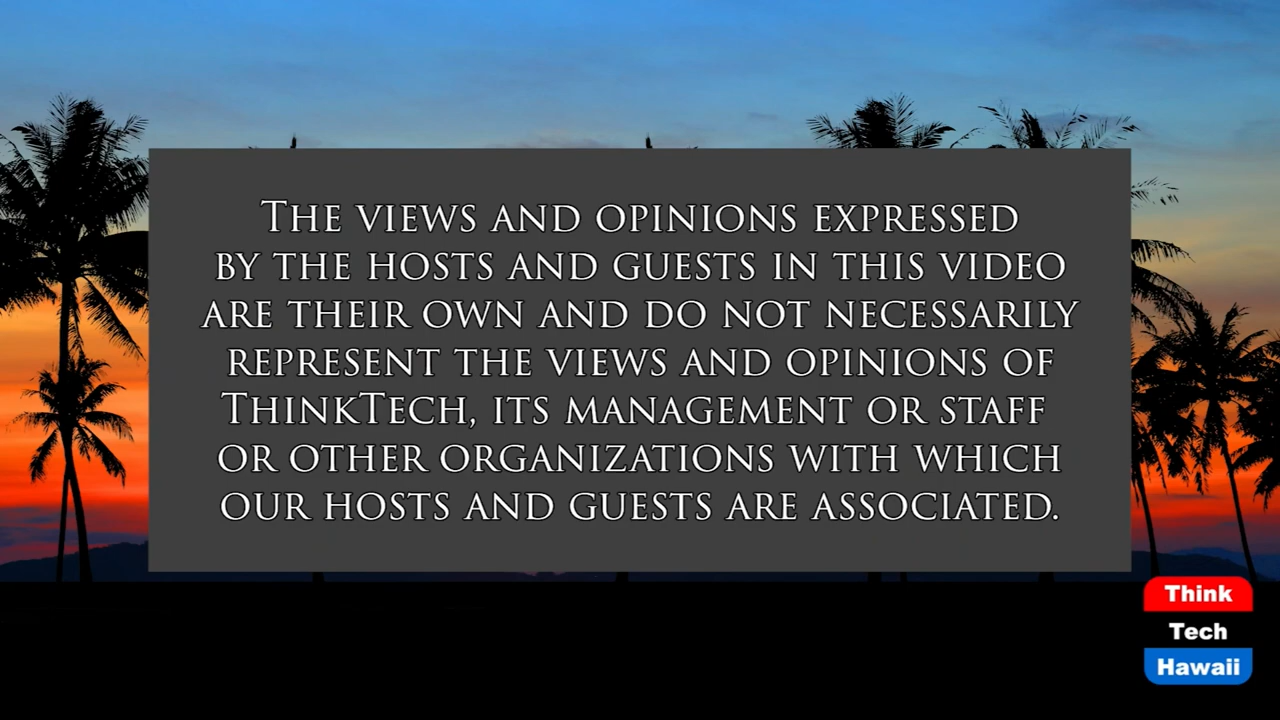 The views and opinions expressed
by the hosts and guests in this video
are their own and do not necessarily
represent the views and opinions of
ThinkTech, its management or staff
or other organizations with which
our hosts and guests are associated.
Think
Tech
Hawaii